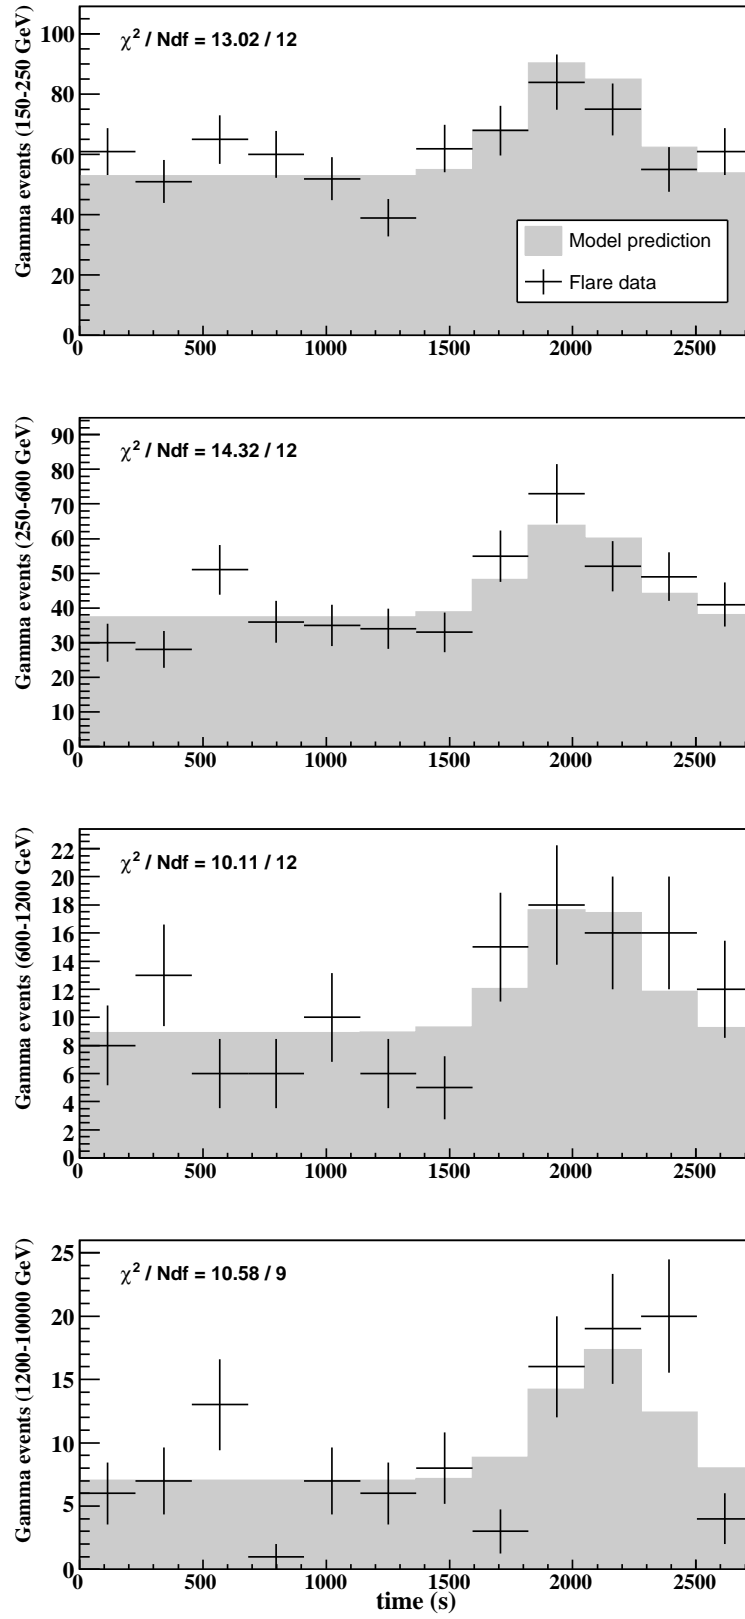 Gamma events (150-250 GeV)
χ² / Ndf = 13.02 / 12
100
80
60
40
20
0
Model prediction
Flare data
0 500 1000 1500 2000 2500
Gamma events (250-600 GeV)
χ² / Ndf = 14.32 / 12
90
80
70
60
50
40
30
20
10
0
0 500 1000 1500 2000 2500
Gamma events (600-1200 GeV)
χ² / Ndf = 10.11 / 12
22
20
18
16
14
12
10
8
6
4
2
0
0 500 1000 1500 2000 2500
Gamma events (1200-10000 GeV)
χ² / Ndf = 10.58 / 9
25
20
15
10
5
0
0 500 1000 1500 2000 2500
time (s)